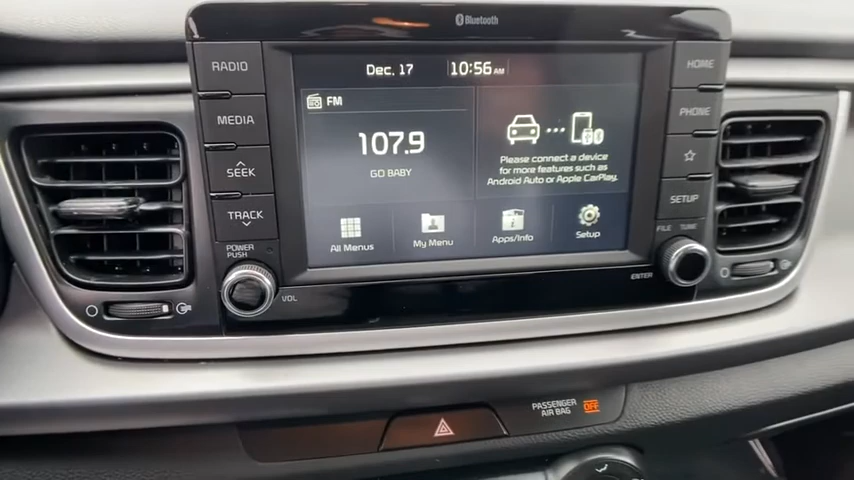 Bluetooth
RADIO
MEDIA
SEEK
TRACK
POWER
PUSH
VOL
Dec. 17
10:56 AM
FM
107.9
GO BABY
Please connect a device
for more features such as
Android Auto or Apple CarPlay.
All Menus
My Menu
Apps/Info
Setup
HOME
PHONE
SETUP
FILE
TUNE
ENTER
PASSENGER
AIR BAG
OFF